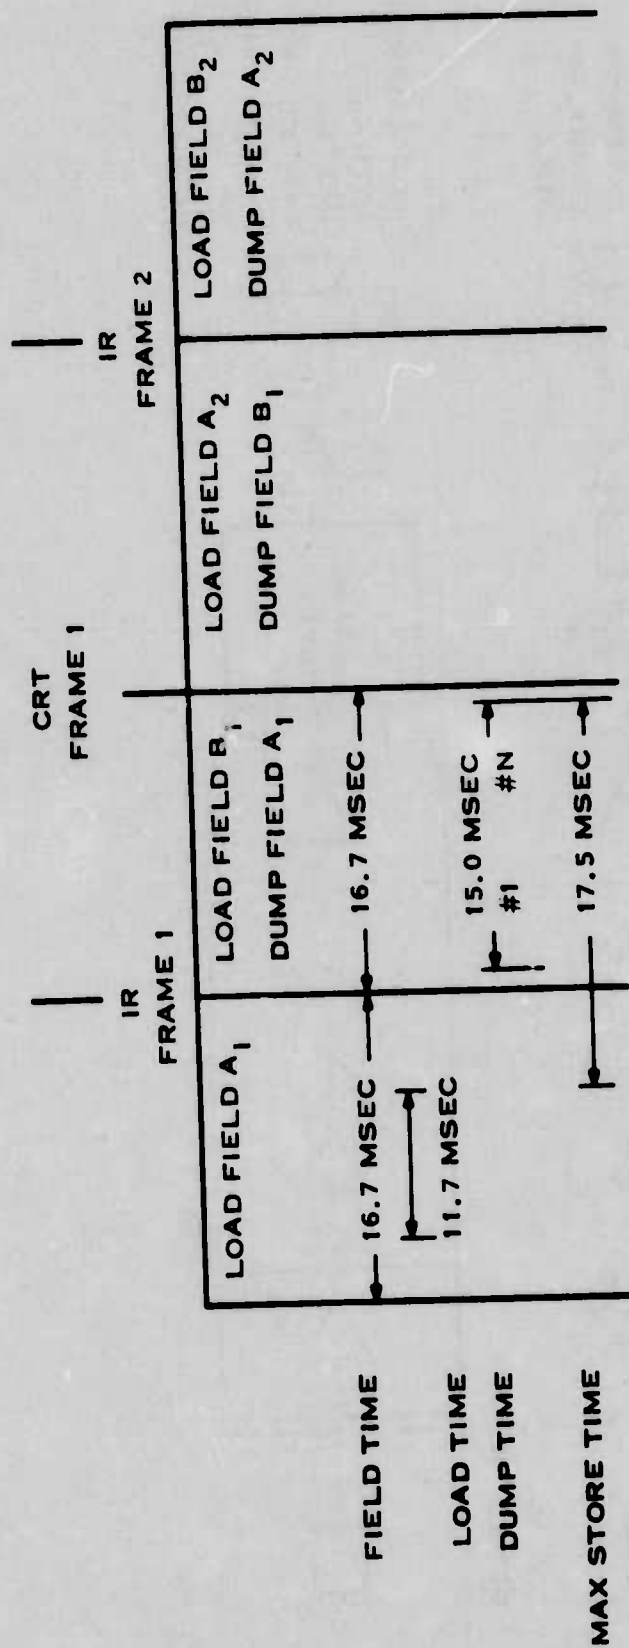 CRT
FRAME 1
IR
FRAME 1
IR
FRAME 2
LOAD FIELD A1
LOAD FIELD B1
DUMP FIELD A1
LOAD FIELD A2
DUMP FIELD B1
LOAD FIELD B2
DUMP FIELD A2
FIELD TIME
16.7 MSEC
16.7 MSEC
LOAD TIME
11.7 MSEC
DUMP TIME
15.0 MSEC
#1 #N
MAX STORE TIME
17.5 MSEC